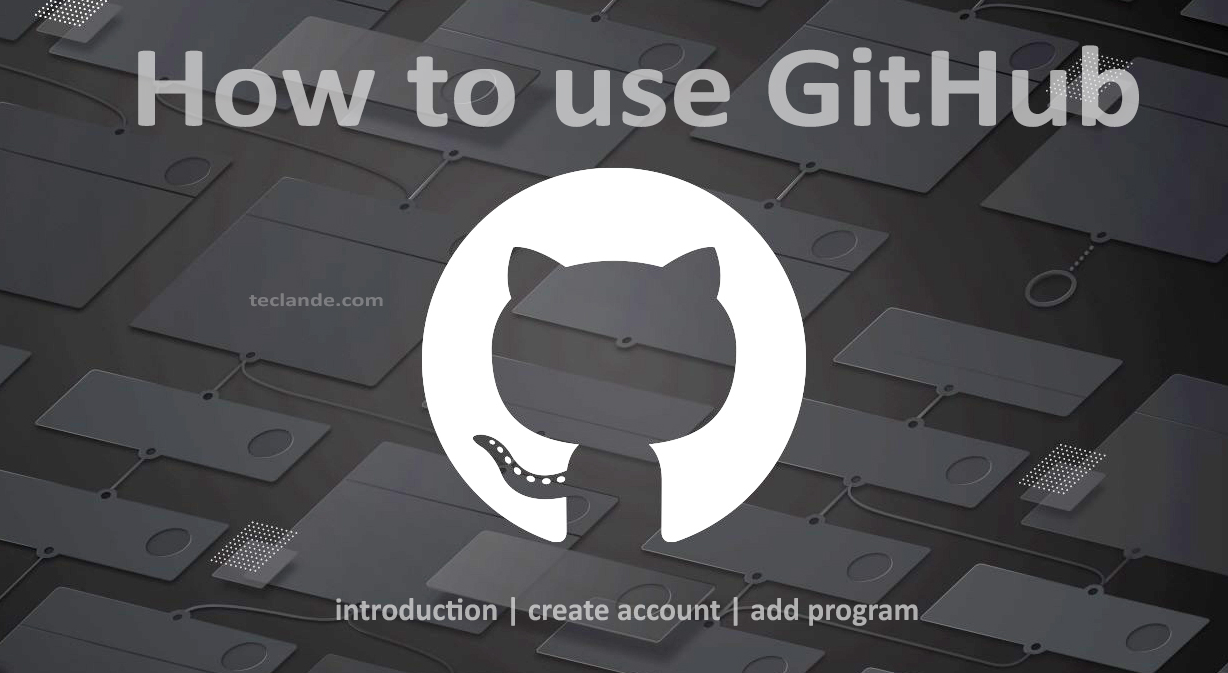 How to use GitHub
teclande.com
introduction | create account | add program